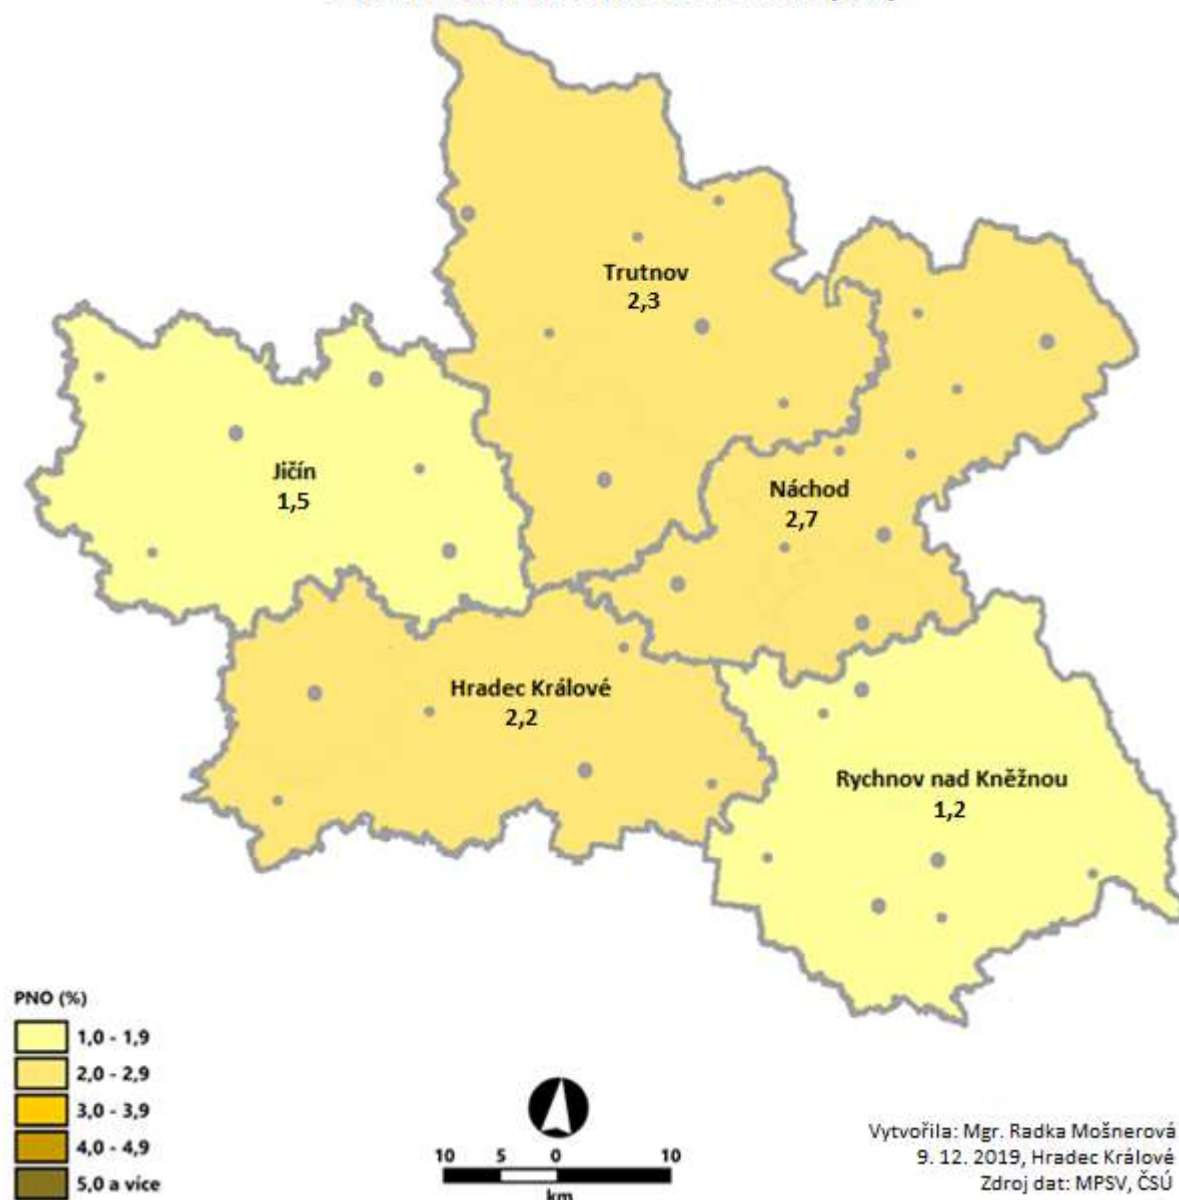 Trutnov
2,3
Jičín
1,5
Náchod
2,7
Hradec Králové
2,2
Rychnov nad Kněžnou
1,2
PNO (%)
1,0 - 1,9
2,0 - 2,9
3,0 - 3,9
4,0 - 4,9
5,0 a více
10 5 0 10
km
Vytvořila: Mgr. Radka Mošnerová
9. 12. 2019, Hradec Králové
Zdroj dat: MPSV, ČSÚ